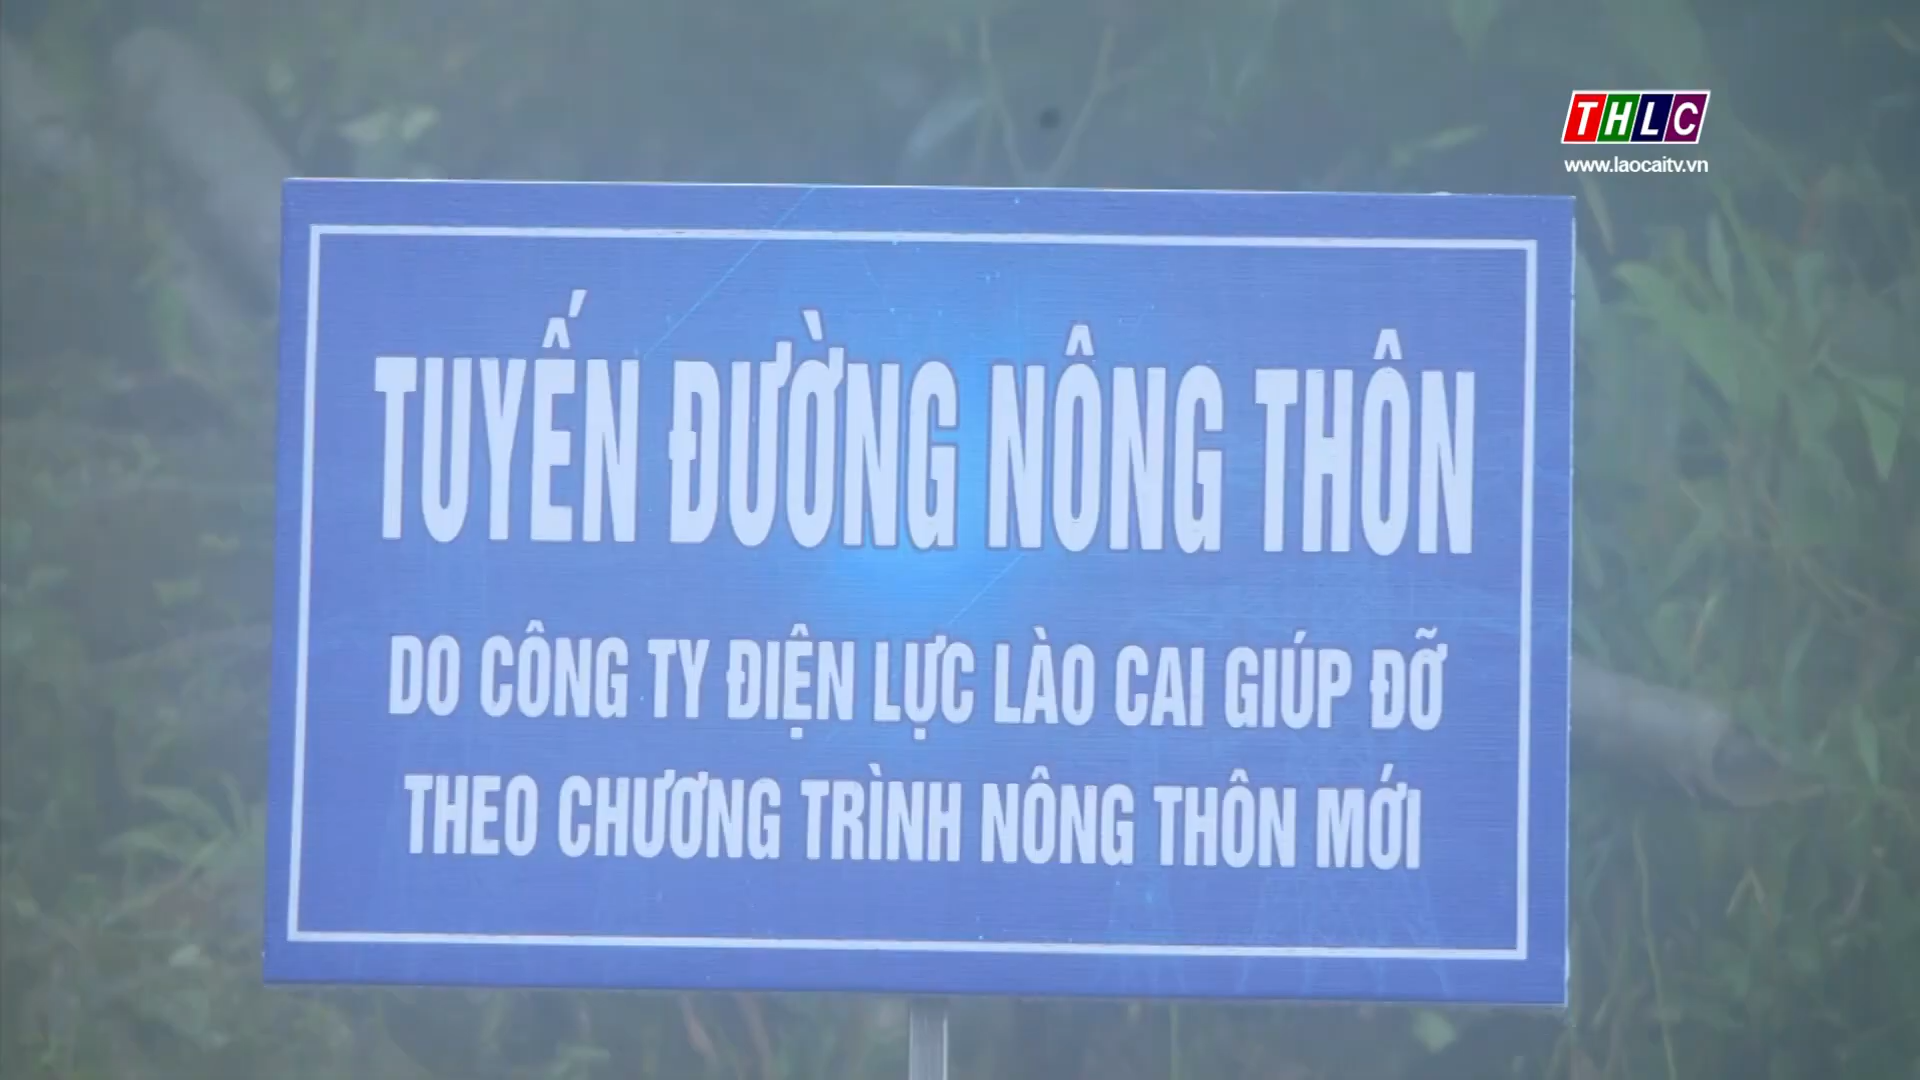 THLC
www.laocaitv.vn
TUYẾN ĐƯỜNG NÔNG THÔN
DO CÔNG TY ĐIỆN LỰC LÀO CAI GIÚP ĐỠ
THEO CHƯƠNG TRÌNH NÔNG THÔN MỚI